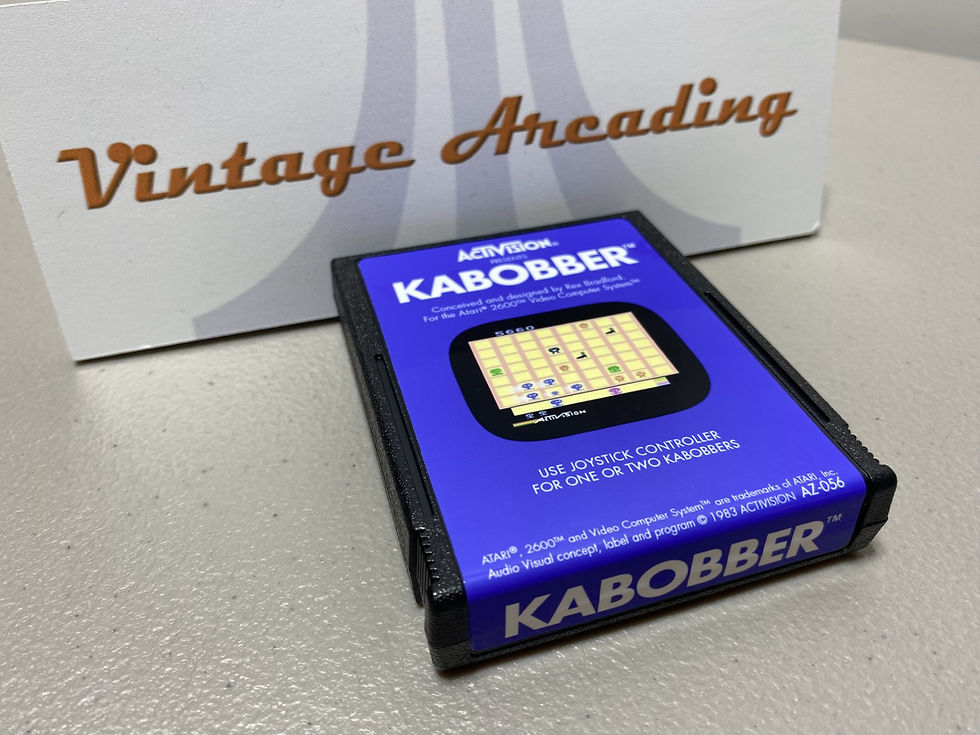 Vintage Arcading
ACTIVISION®
PRESENTS
KABOBBER™
Conceived and designed by Rex Bradford.
For the Atari® 2600™ Video Computer System™
5660
ACTIVISION
USE JOYSTICK CONTROLLER
FOR ONE OR TWO KABOBBERS
ATARI®, 2600™ and Video Computer System™ are trademarks of ATARI, Inc.
Audio Visual concept, label and program © 1983 ACTIVISION AZ-056
KABOBBER™